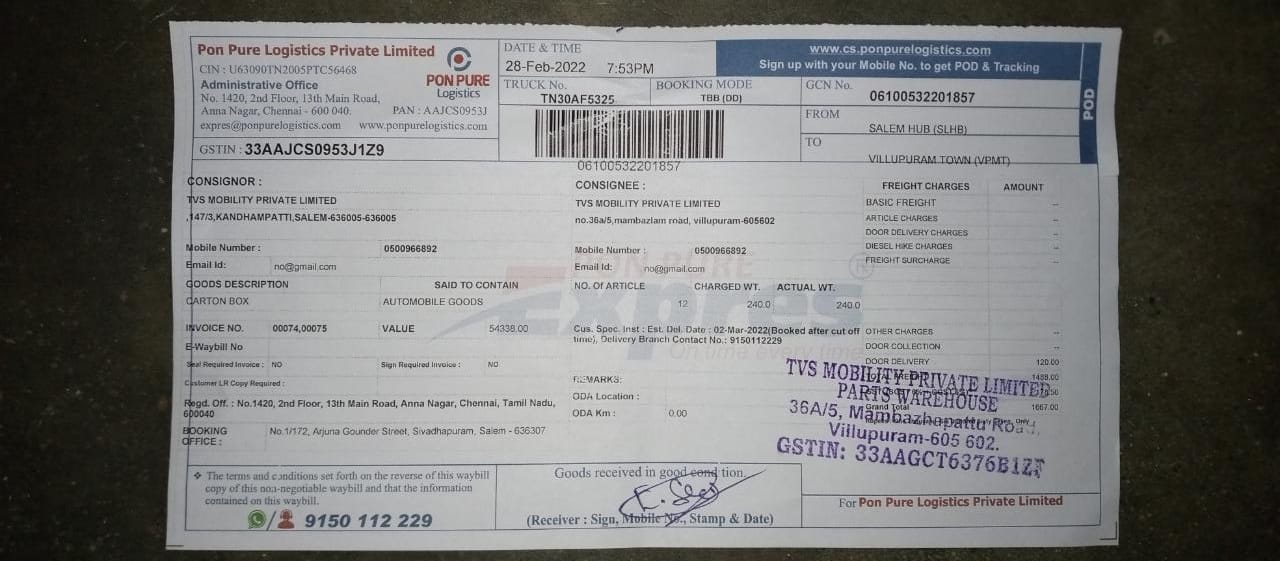 Pon Pure Logistics Private Limited
CIN : U63090TN2005PTC56468
Administrative Office
No. 1420, 2nd Floor, 13th Main Road,
Anna Nagar, Chennai - 600 040.
PAN : AAJCS0953J
expres@ponpurelogistics.com www.ponpurelogistics.com
PON PURE
Logistics
GSTIN : 33AAJCS0953J1Z9
DATE & TIME
28-Feb-2022 7:53PM
TRUCK No.
TN30AF5325
BOOKING MODE
TBB (DD)
06100532201857
www.cs.ponpurelogistics.com
Sign up with your Mobile No. to get POD & Tracking
GCN No.
06100532201857
FROM
SALEM HUB (SLHB)
TO
VILLUPURAM TOWN (VPMT)
POD
CONSIGNOR :
TVS MOBILITY PRIVATE LIMITED
,147/3,KANDHAMPATTI,SALEM-636005-636005
Mobile Number : 0500966892
Email Id: no@gmail.com
CONSIGNEE :
TVS MOBILITY PRIVATE LIMITED
no.36a/5,mambazlam road, villupuram-605602
Mobile Number : 0500966892
Email Id: no@gmail.com
FREIGHT CHARGES AMOUNT
BASIC FREIGHT --
ARTICLE CHARGES --
DOOR DELIVERY CHARGES --
DIESEL HIKE CHARGES --
FREIGHT SURCHARGE --
GOODS DESCRIPTION SAID TO CONTAIN
CARTON BOX AUTOMOBILE GOODS
NO. OF ARTICLE CHARGED WT. ACTUAL WT.
12 240.0 240.0
PON PURE
Expres
On time every time
INVOICE NO. 00074,00075 VALUE 54338.00
E-Waybill No
Seal Required Invoice : NO Sign Required Invoice : NO
Customer LR Copy Required :
Cus. Spec. Inst : Est. Del. Date : 02-Mar-2022(Booked after cut off
time), Delivery Branch Contact No.: 9150112229
REMARKS:
ODA Location :
ODA Km : 0.00
OTHER CHARGES --
DOOR COLLECTION --
DOOR DELIVERY 120.00
1488.00
Grand Total 1667.00
TVS MOBILITY PRIVATE LIMITED
PARTS WAREHOUSE
36A/5, Mambazhapattu Road,
Villupuram-605 602.
GSTIN: 33AAGCT6376B1ZF
Regd. Off. : No.1420, 2nd Floor, 13th Main Road, Anna Nagar, Chennai, Tamil Nadu,
600040
BOOKING OFFICE : No.1/172, Arjuna Gounder Street, Sivadhapuram, Salem - 636307
❖ The terms and conditions set forth on the reverse of this waybill
copy of this non-negotiable waybill and that the information
contained on this waybill.
/ 9150 112 229
Goods received in good condition.
(Receiver : Sign, Mobile No., Stamp & Date)
For Pon Pure Logistics Private Limited